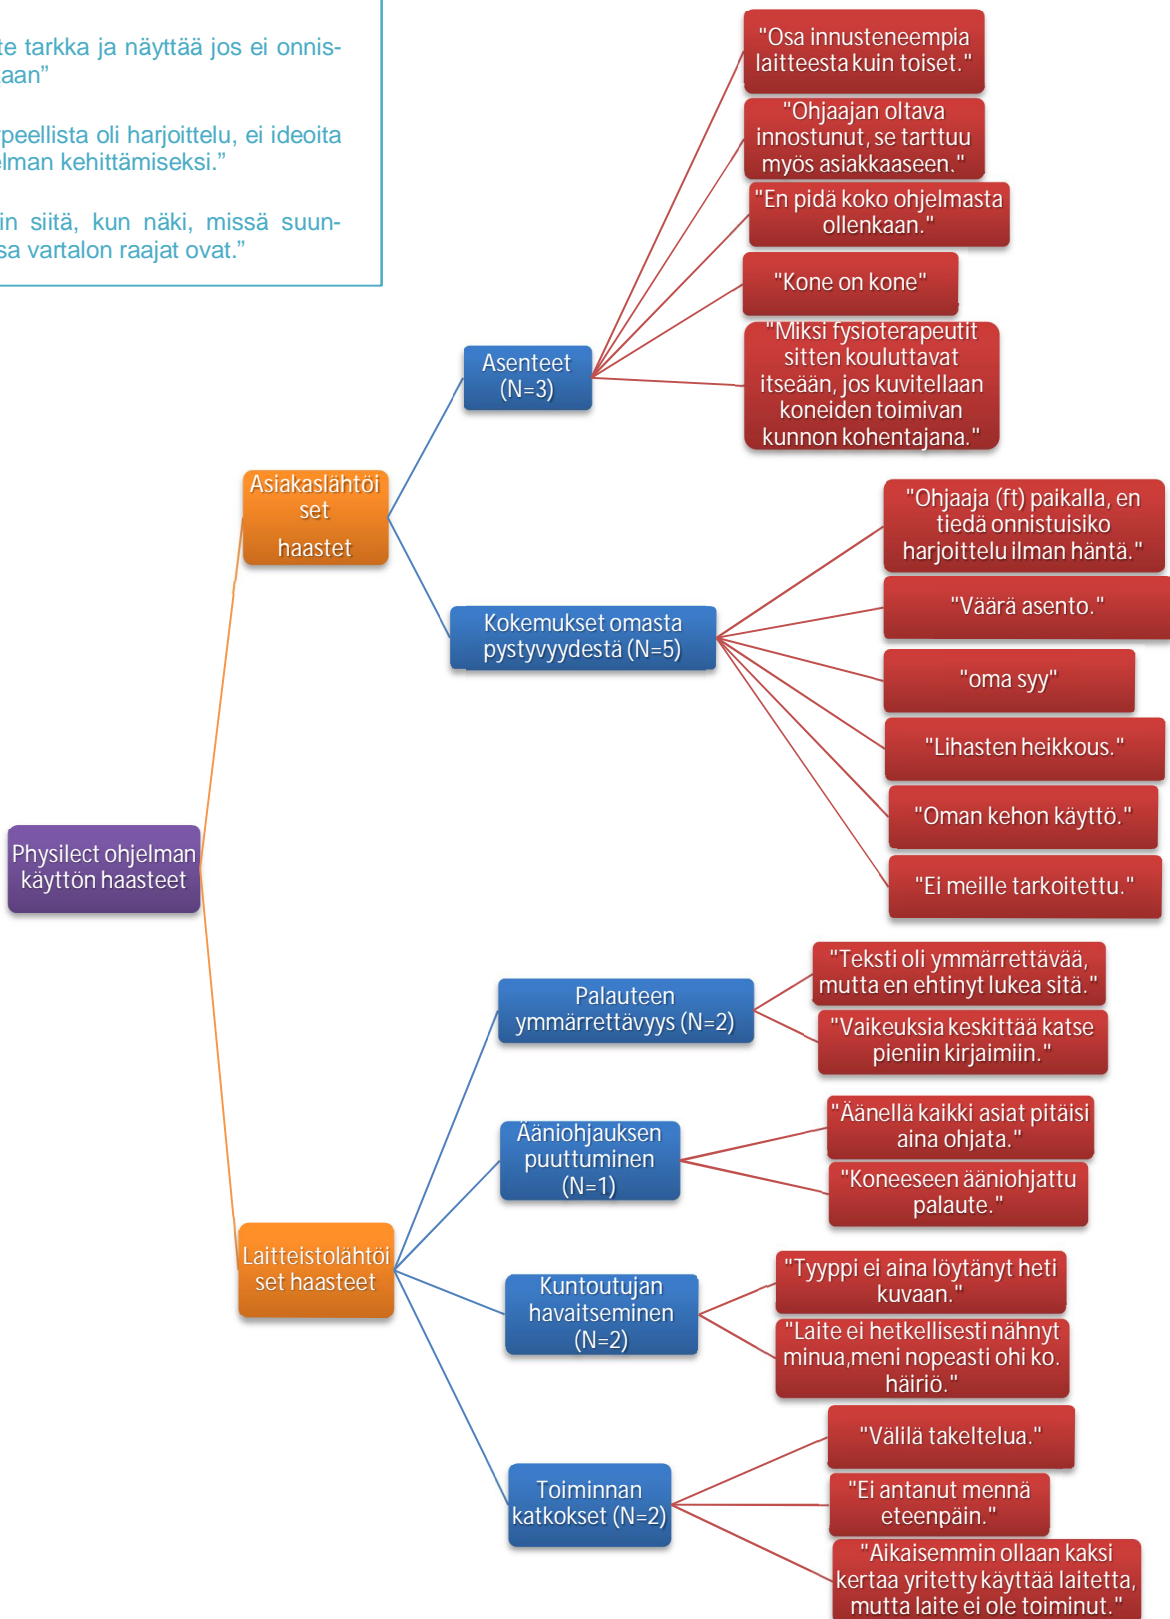 te tarkka ja näyttää jos ei onnis-
aan”
peellista oli harjoittelu, ei ideoita
elman kehittämiseksi.”
in siitä, kun näki, missä suun-
sa vartalon raajat ovat.”
"Osa innusteneempia
laitteesta kuin toiset."
"Ohjaajan oltava
innostunut, se tarttuu
myös asiakkaaseen."
"En pidä koko ohjelmasta
ollenkaan."
"Kone on kone"
"Miksi fysioterapeutit
sitten kouluttavat
itseään, jos kuvitellaan
koneiden toimivan
kunnon kohentajana."
Asenteet
(N=3)
Asiakaslähtöi
set
haastet
"Ohjaaja (ft) paikalla, en
tiedä onnistuisiko
harjoittelu ilman häntä."
"Väärä asento."
Kokemukset omasta
pystyvyydestä (N=5)
"oma syy"
"Lihasten heikkous."
"Oman kehon käyttö."
"Ei meille tarkoitettu."
Physilect ohjelman
käyttön haasteet
"Teksti oli ymmärrettävää,
mutta en ehtinyt lukea sitä."
Palauteen
ymmärrettävyys (N=2)
"Vaikeuksia keskittää katse
pieniin kirjaimiin."
"Äänellä kaikki asiat pitäisi
aina ohjata."
Ääniohjauksen
puuttuminen
(N=1)
"Koneeseen ääniohjattu
palaute."
Laitteistolähtöi
set haasteet
"Tyyppi ei aina löytänyt heti
kuvaan."
Kuntoutujan
havaitseminen
(N=2)
"Laite ei hetkellisesti nähnyt
minua,meni nopeasti ohi ko.
häiriö."
"Välilä takeltelua."
Toiminnan
katkokset (N=2)
"Ei antanut mennä
eteenpäin."
"Aikaisemmin ollaan kaksi
kertaa yritetty käyttää laitetta,
mutta laite ei ole toiminut."